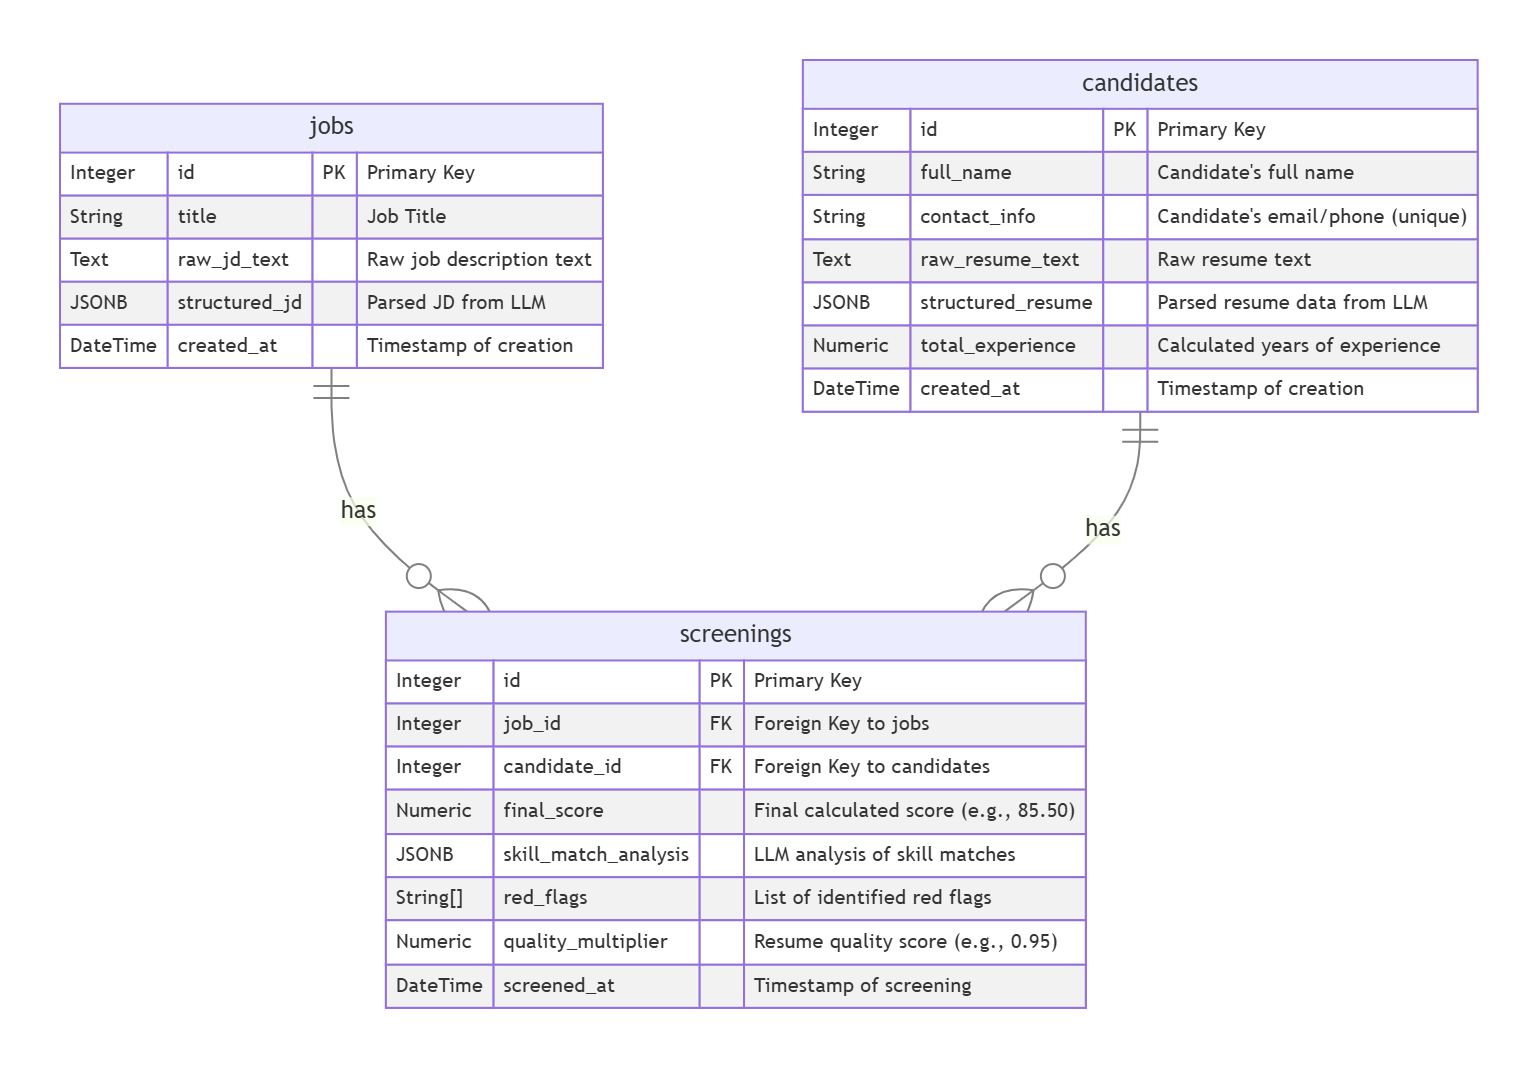 jobs
Integer id PK Primary Key
String title Job Title
Text raw_jd_text Raw job description text
JSONB structured_jd Parsed JD from LLM
DateTime created_at Timestamp of creation
candidates
Integer id PK Primary Key
String full_name Candidate's full name
String contact_info Candidate's email/phone (unique)
Text raw_resume_text Raw resume text
JSONB structured_resume Parsed resume data from LLM
Numeric total_experience Calculated years of experience
DateTime created_at Timestamp of creation
has
has
screenings
Integer id PK Primary Key
Integer job_id FK Foreign Key to jobs
Integer candidate_id FK Foreign Key to candidates
Numeric final_score Final calculated score (e.g., 85.50)
JSONB skill_match_analysis LLM analysis of skill matches
String[] red_flags List of identified red flags
Numeric quality_multiplier Resume quality score (e.g., 0.95)
DateTime screened_at Timestamp of screening